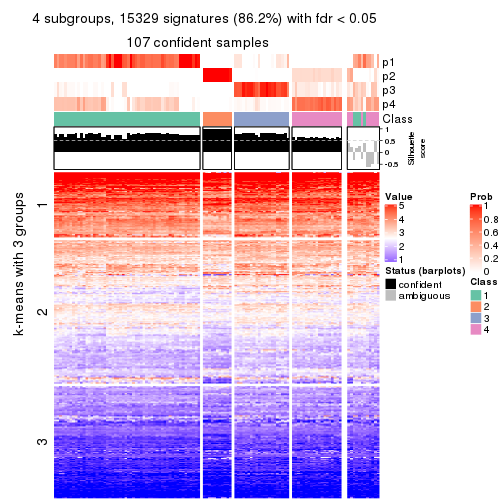 4 subgroups, 15329 signatures (86.2%) with fdr < 0.05
107 confident samples
p1
p2
p3
p4
Class
1
0.5
0
-0.5
Silhouette
score
k-means with 3 groups
1
2
3
Value
5
4
3
2
1
Status (barplots)
confident
ambiguous
Prob
1
0.8
0.6
0.4
0.2
0
Class
1
2
3
4